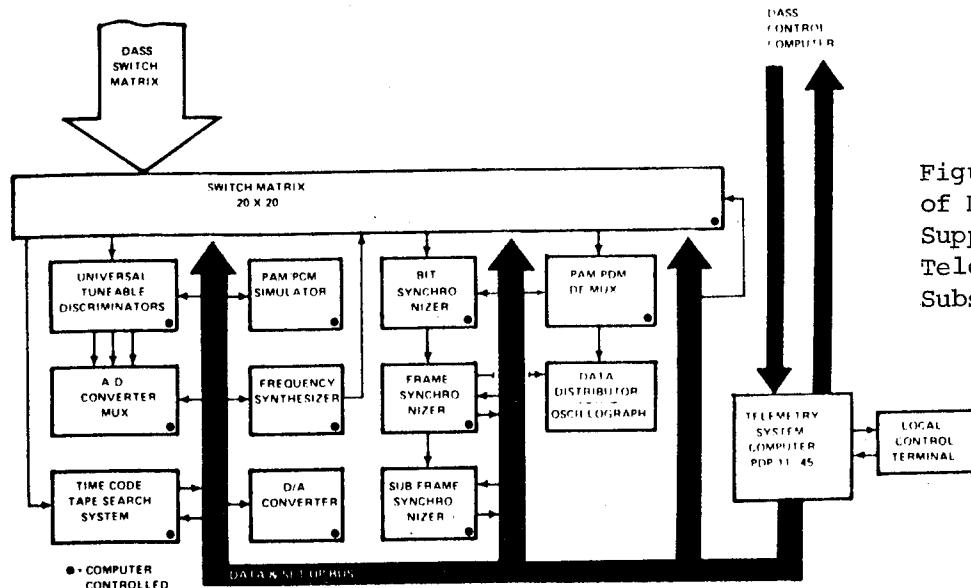 DASS
SWITCH
MATRIX
DASS
CONTROL
COMPUTER
SWITCH MATRIX
20 X 20
UNIVERSAL
TUNEABLE
DISCRIMINATORS
PAM/PCM
SIMULATOR
BIT
SYNCHRO
NIZER
PAM PDM
DE MUX
A D
CONVERTER
MUX
FREQUENCY
SYNTHESIZER
FRAME
SYNCHRO
NIZER
DATA
DISTRIBUTOR
OSCILLOGRAPH
TIME CODE
TAPE SEARCH
SYSTEM
D/A
CONVERTER
SUB FRAME
SYNCHRO
NIZER
TELEMETRY
SYSTEM
COMPUTER
PDP 11 45
LOCAL
CONTROL
TERMINAL
● - COMPUTER
CONTROLLED
DATA & SET UP BUS
Figu
of
Supp
Tele
Subs